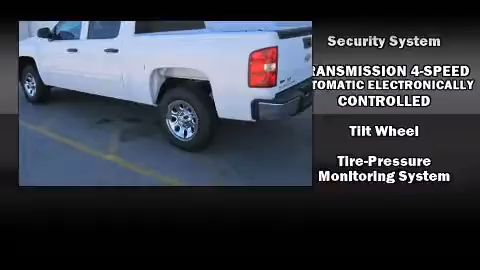 Security System
RANSMISSION 4-SPEED
TOMATIC ELECTRONICALLY
CONTROLLED
Tilt Wheel
Tire-Pressure
Monitoring System